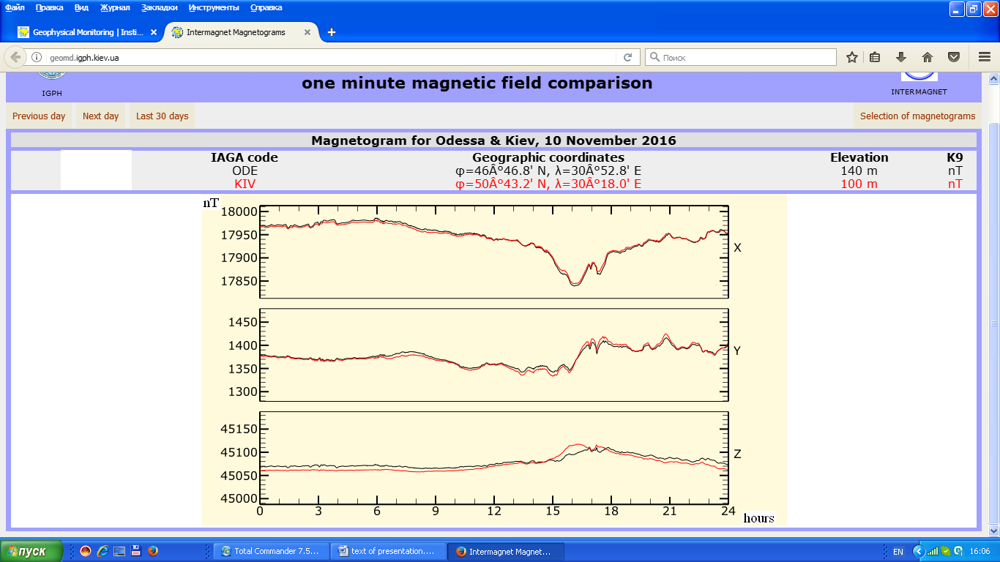 Файл Правка Вид Журнал Закладки Инструменты Справка
Geophysical Monitoring | Insti... Intermagnet Magnetograms
geomd.igph.kiev.ua Поиск
one minute magnetic field comparison
IGPH INTERMAGNET
Previous day Next day Last 30 days Selection of magnetograms
Magnetogram for Odessa & Kiev, 10 November 2016
IAGA code Geographic coordinates Elevation K9
ODE φ=46Â°46.8' N, λ=30Â°52.8' E 140 m nT
KIV φ=50Â°43.2' N, λ=30Â°18.0' E 100 m nT
nT
18000
17950
17900
17850
X
1450
1400
1350
1300
Y
45150
45100
45050
45000
Z
0 3 6 9 12 15 18 21 24
hours
пуск Total Commander 7.5... text of presentation.... Intermagnet Magnet... EN 16:06